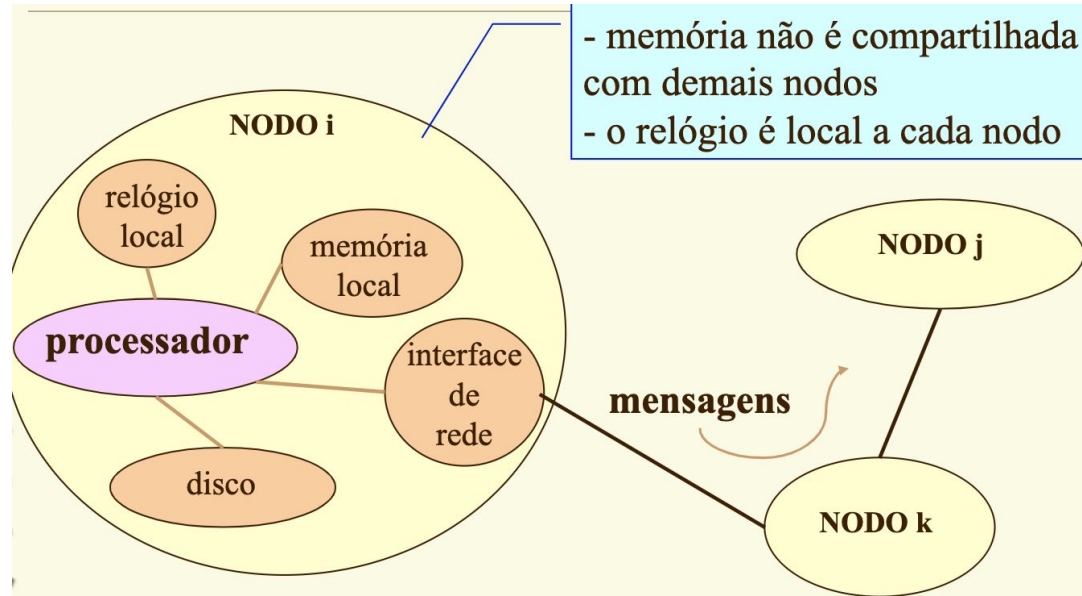 - memória não é compartilhada
com demais nodos
- o relógio é local a cada nodo
NODO i
relógio
local
memória
local
processador
interface
de
rede
disco
mensagens
NODO j
NODO k